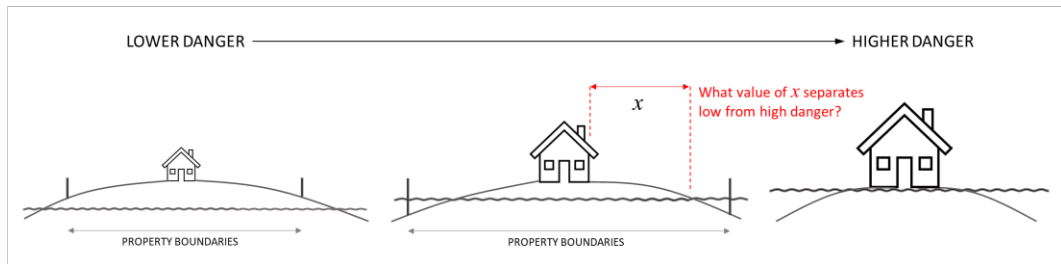 LOWER DANGER
HIGHER DANGER
x
What value of x separates
low from high danger?
PROPERTY BOUNDARIES
PROPERTY BOUNDARIES